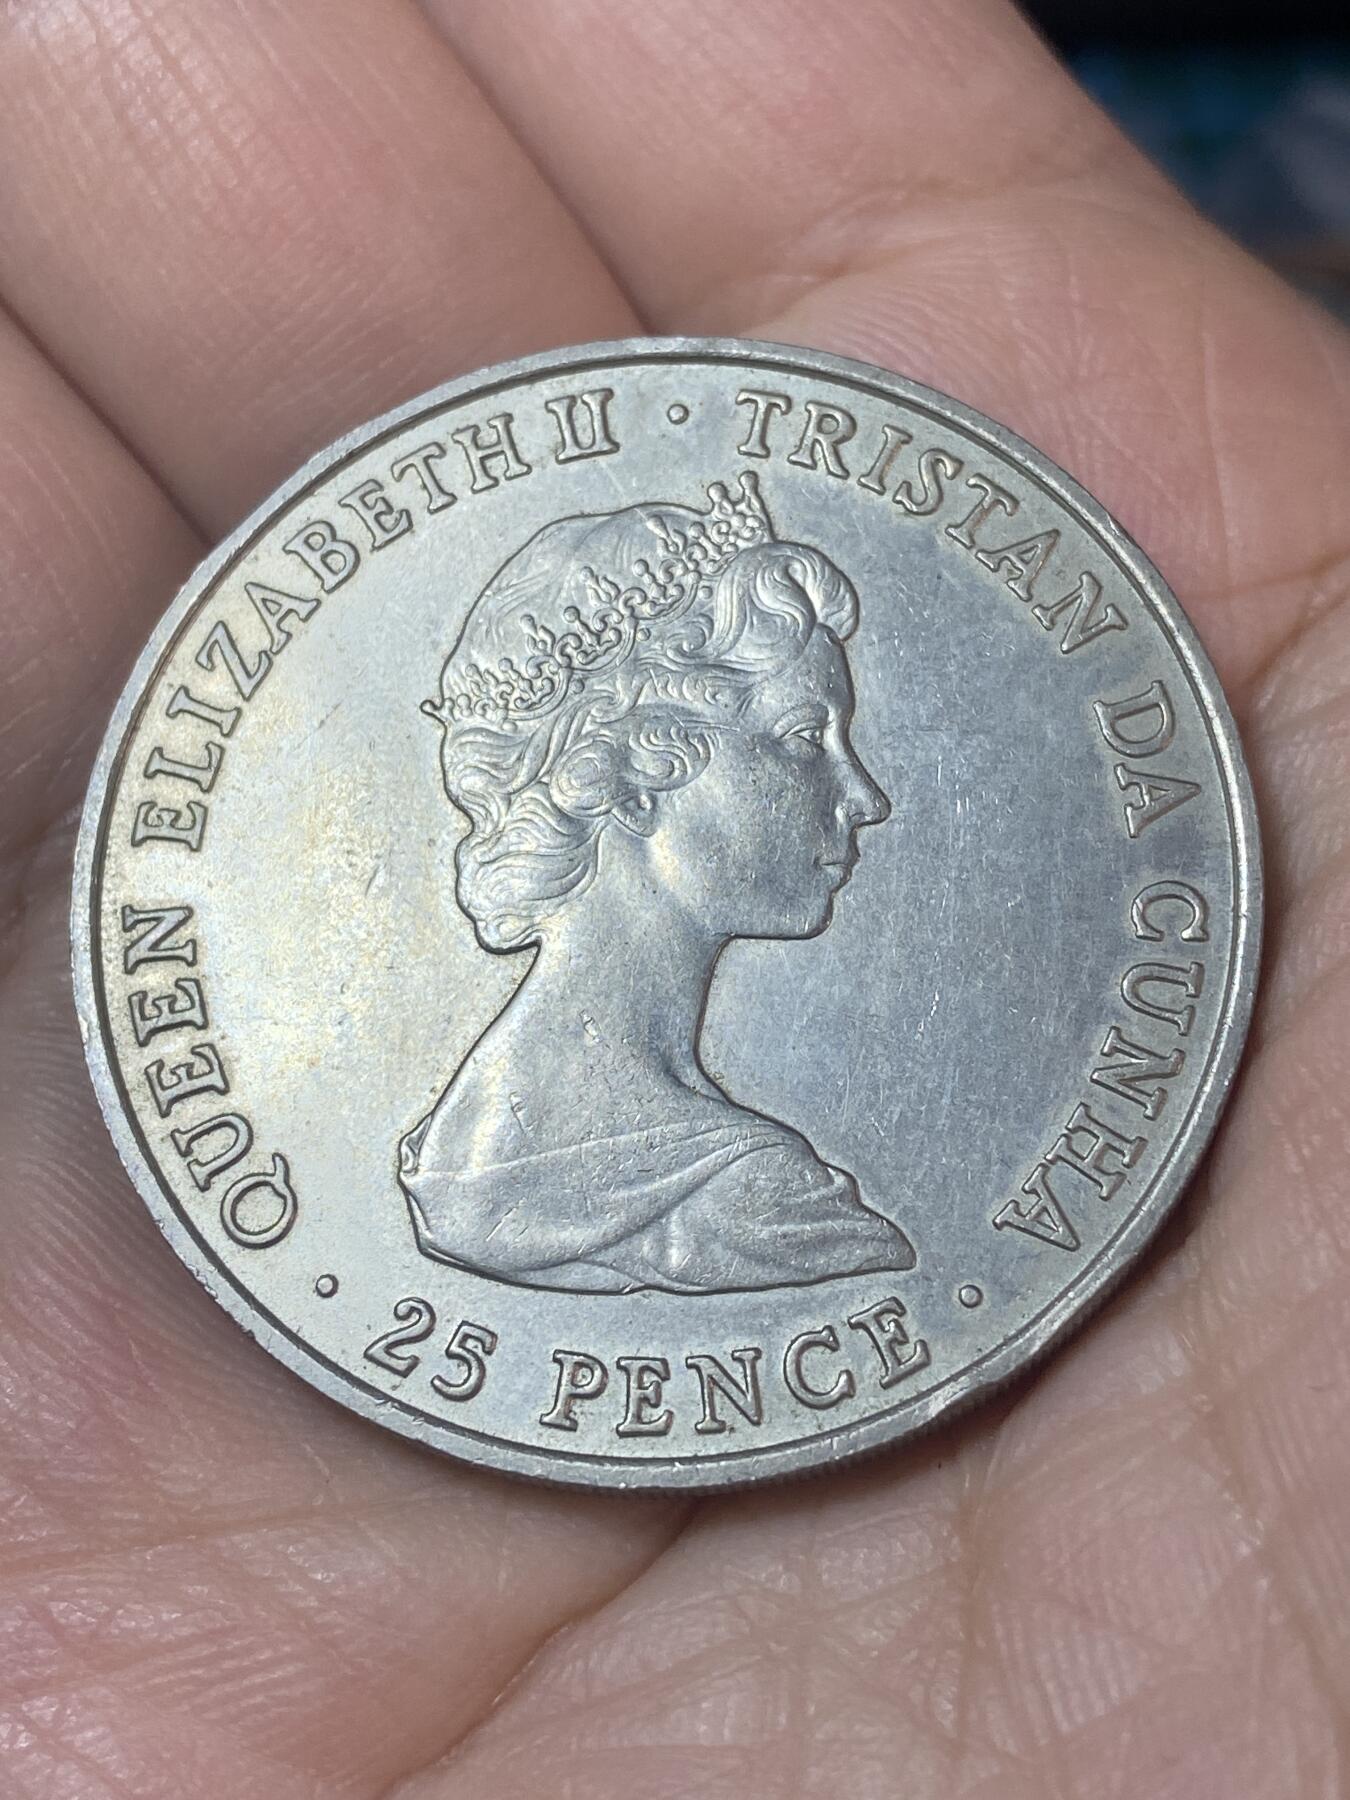 QUEEN ELIZABETH II · TRISTAN DA CUNHA
· 25 PENCE ·